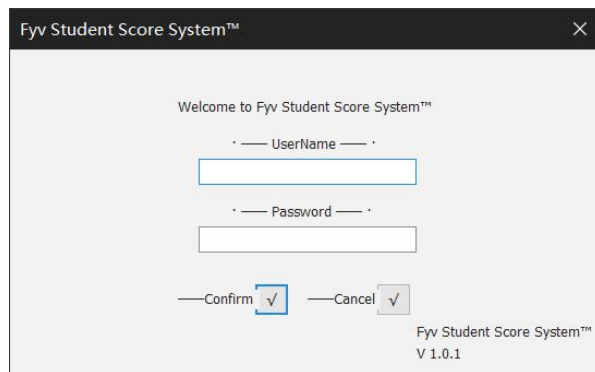 Fyv Student Score System™
Welcome to Fyv Student Score System™
· —— UserName —— ·
· —— Password —— ·
——Confirm √ ——Cancel √
Fyv Student Score System™
V 1.0.1